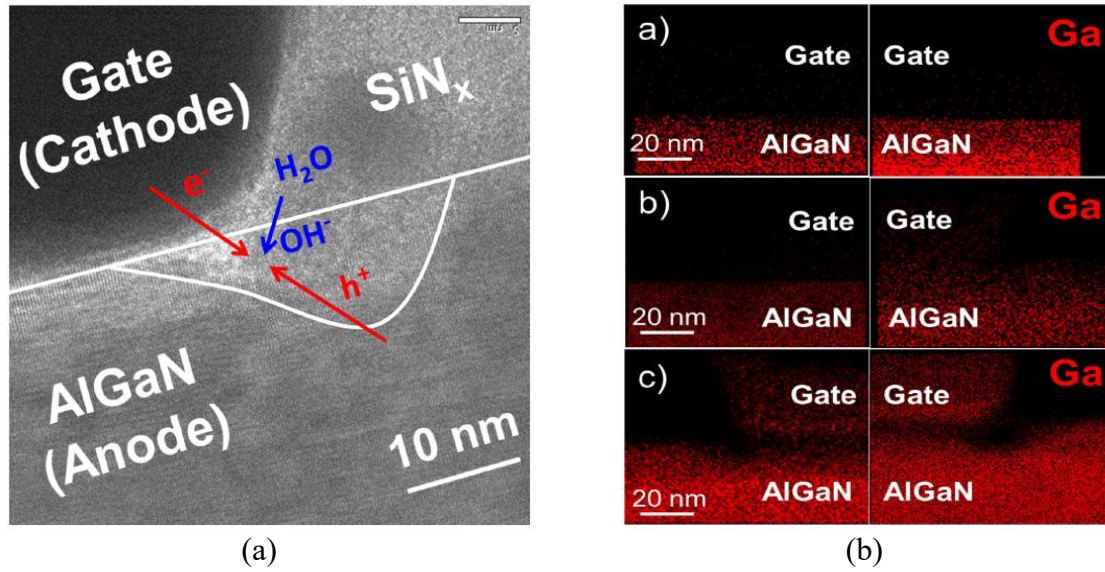 Gate
(Cathode)
SiNx
e-
H2O
OH-
h+
AlGaN
(Anode)
10 nm
(a)
a)
Gate
Gate
Ga
20 nm
AlGaN
AlGaN
b)
Gate
Gate
Ga
20 nm
AlGaN
AlGaN
c)
Gate
Gate
Ga
20 nm
AlGaN
AlGaN
(b)